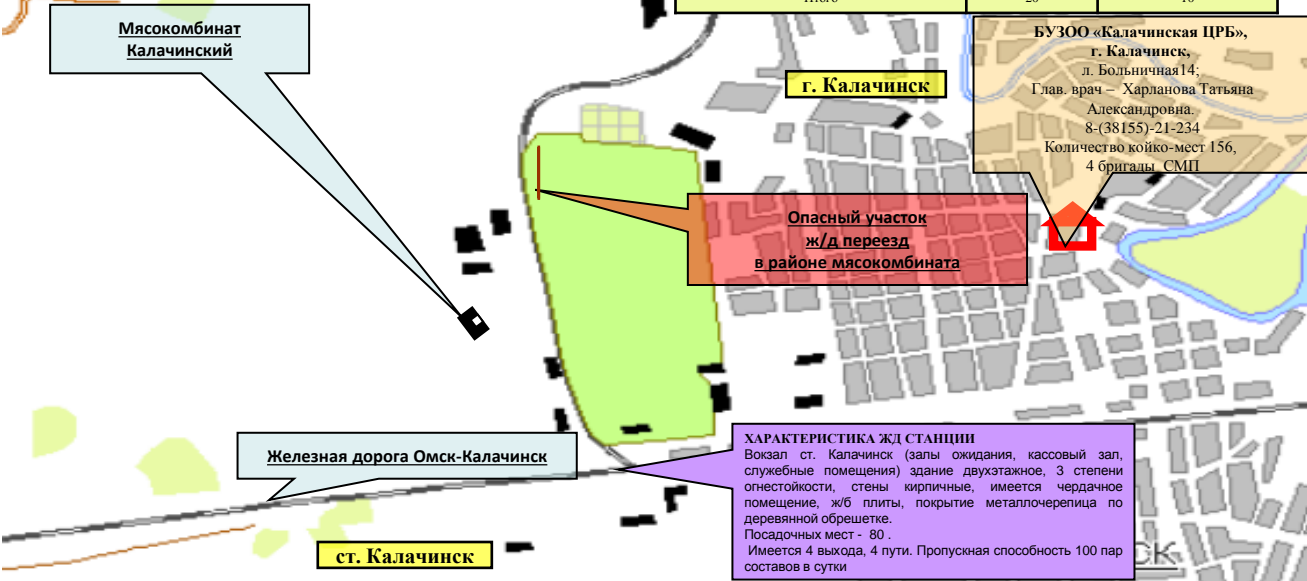 Итого 20 10
Мясокомбинат
Калачинский
г. Калачинск
БУЗОО «Калачинская ЦРБ»,
г. Калачинск,
л. Больничная14;
Глав. врач – Харланова Татьяна
Александровна.
8-(38155)-21-234
Количество койко-мест 156,
4 бригады СМП
Опасный участок
ж/д переезд
в районе мясокомбината
Железная дорога Омск-Калачинск
ст. Калачинск
ХАРАКТЕРИСТИКА ЖД СТАНЦИИ
Вокзал ст. Калачинск (залы ожидания, кассовый зал,
служебные помещения) здание двухэтажное, 3 степени
огнестойкости, стены кирпичные, имеется чердачное
помещение, ж/б плиты, покрытие металлочерепица по
деревянной обрешетке.
Посадочных мест - 80 .
Имеется 4 выхода, 4 пути. Пропускная способность 100 пар
составов в сутки
СК